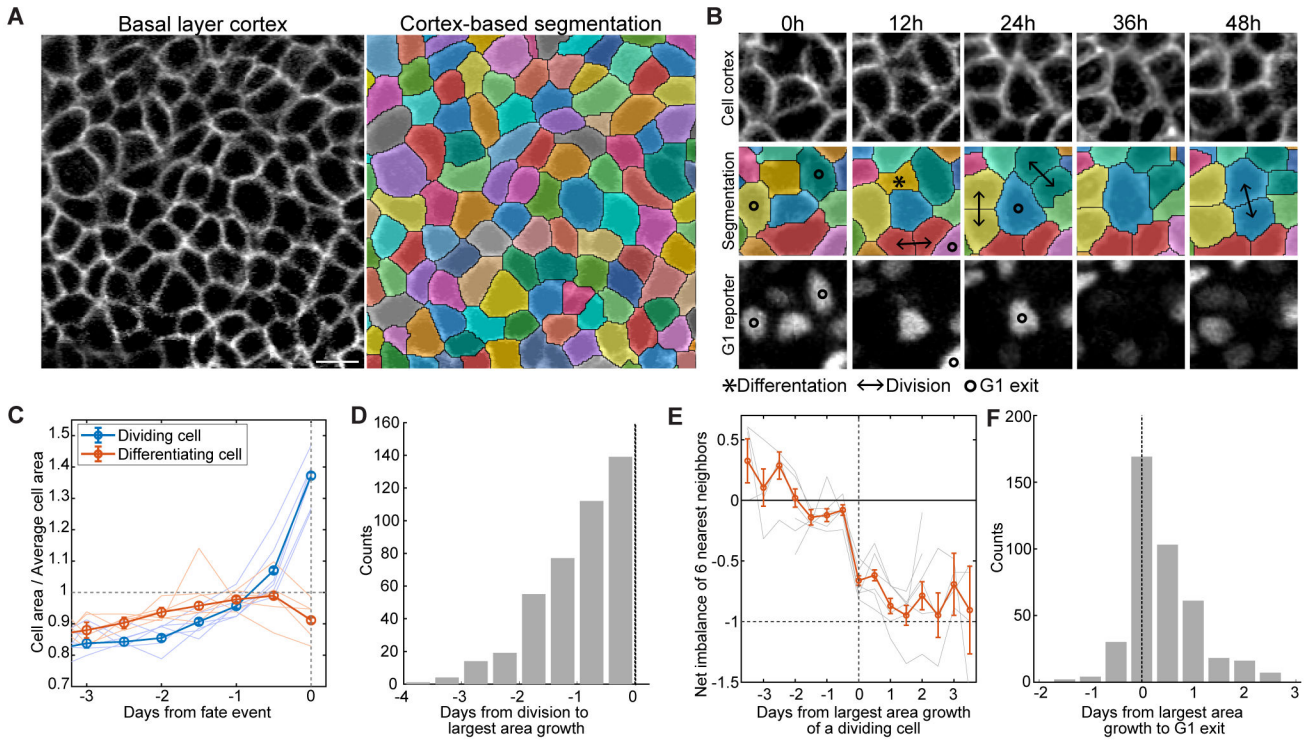 A
Basal layer cortex
Cortex-based segmentation
B
0h 12h 24h 36h 48h
Cell cortex
Segmentation
G1 reporter
*Differentation ↔Division G1 exit
C
1.5
1.4
1.3
1.2
1.1
1
0.9
0.8
0.7
Cell area / Average cell area
Dividing cell
Differentiating cell
-3 -2 -1 0
Days from fate event
D
160
140
120
100
80
60
40
20
0
Counts
-4 -3 -2 -1 0
Days from division to
largest area growth
E
0.5
0
-0.5
-1
-1.5
Net imbalance of 6 nearest neighbors
-3 -2 -1 0 1 2 3
Days from largest area growth
of a dividing cell
F
200
150
100
50
0
Counts
-2 -1 0 1 2 3
Days from largest area
growth to G1 exit